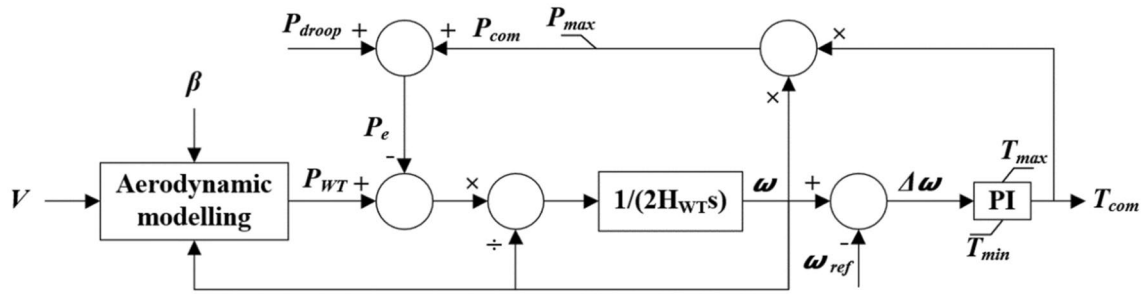 P_droop + + P_com P_max ×
×
β
P_e
-
V Aerodynamic modelling P_WT + × 1/(2H_WT s) ω + Δω T_max PI T_com
÷
-
ω_ref T_min